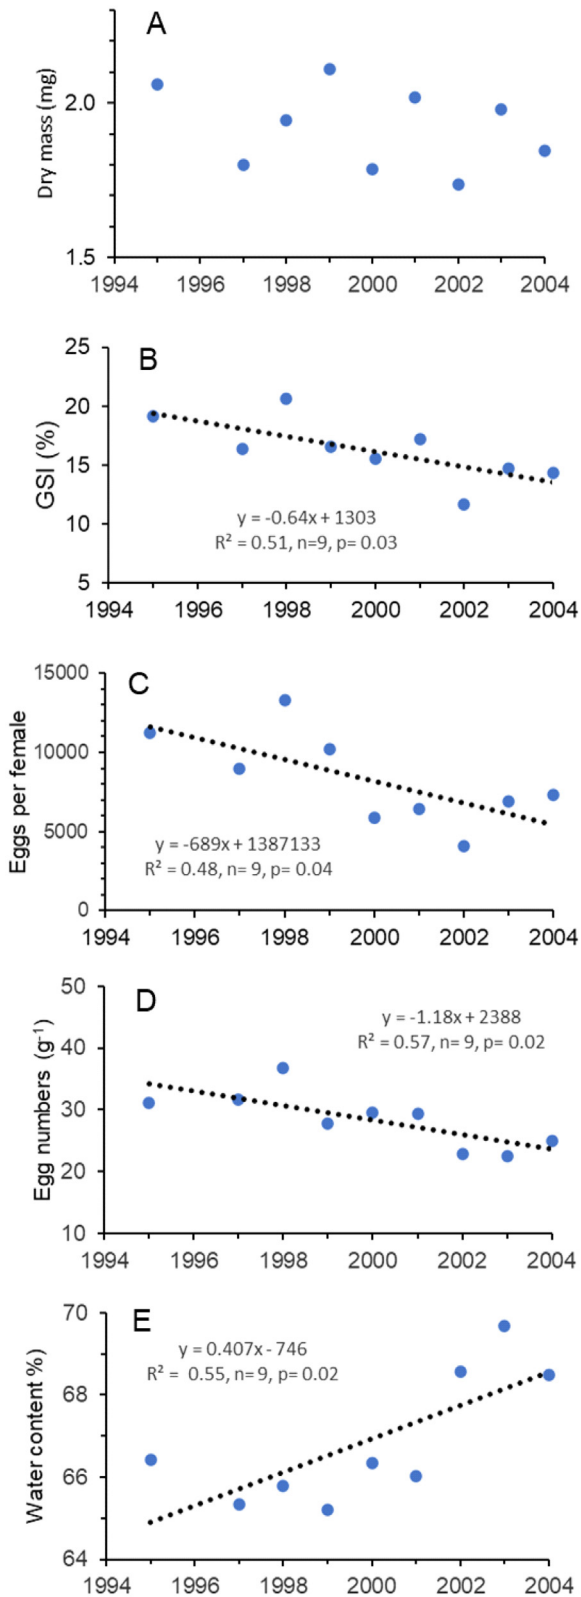 A
Dry mass (mg)
2.0
1.5
1994 1996 1998 2000 2002 2004
B
GSI (%)
25
20
15
10
5
y = -0.64x + 1303
R² = 0.51, n=9, p= 0.03
1994 1996 1998 2000 2002 2004
C
Eggs per female
15000
10000
5000
0
y = -689x + 1387133
R² = 0.48, n= 9, p= 0.04
1994 1996 1998 2000 2002 2004
D
Egg numbers (g⁻¹)
50
40
30
20
10
y = -1.18x + 2388
R² = 0.57, n= 9, p= 0.02
1994 1996 1998 2000 2002 2004
E
Water content %)
70
68
66
64
y = 0.407x - 746
R² = 0.55, n= 9, p= 0.02
1994 1996 1998 2000 2002 2004